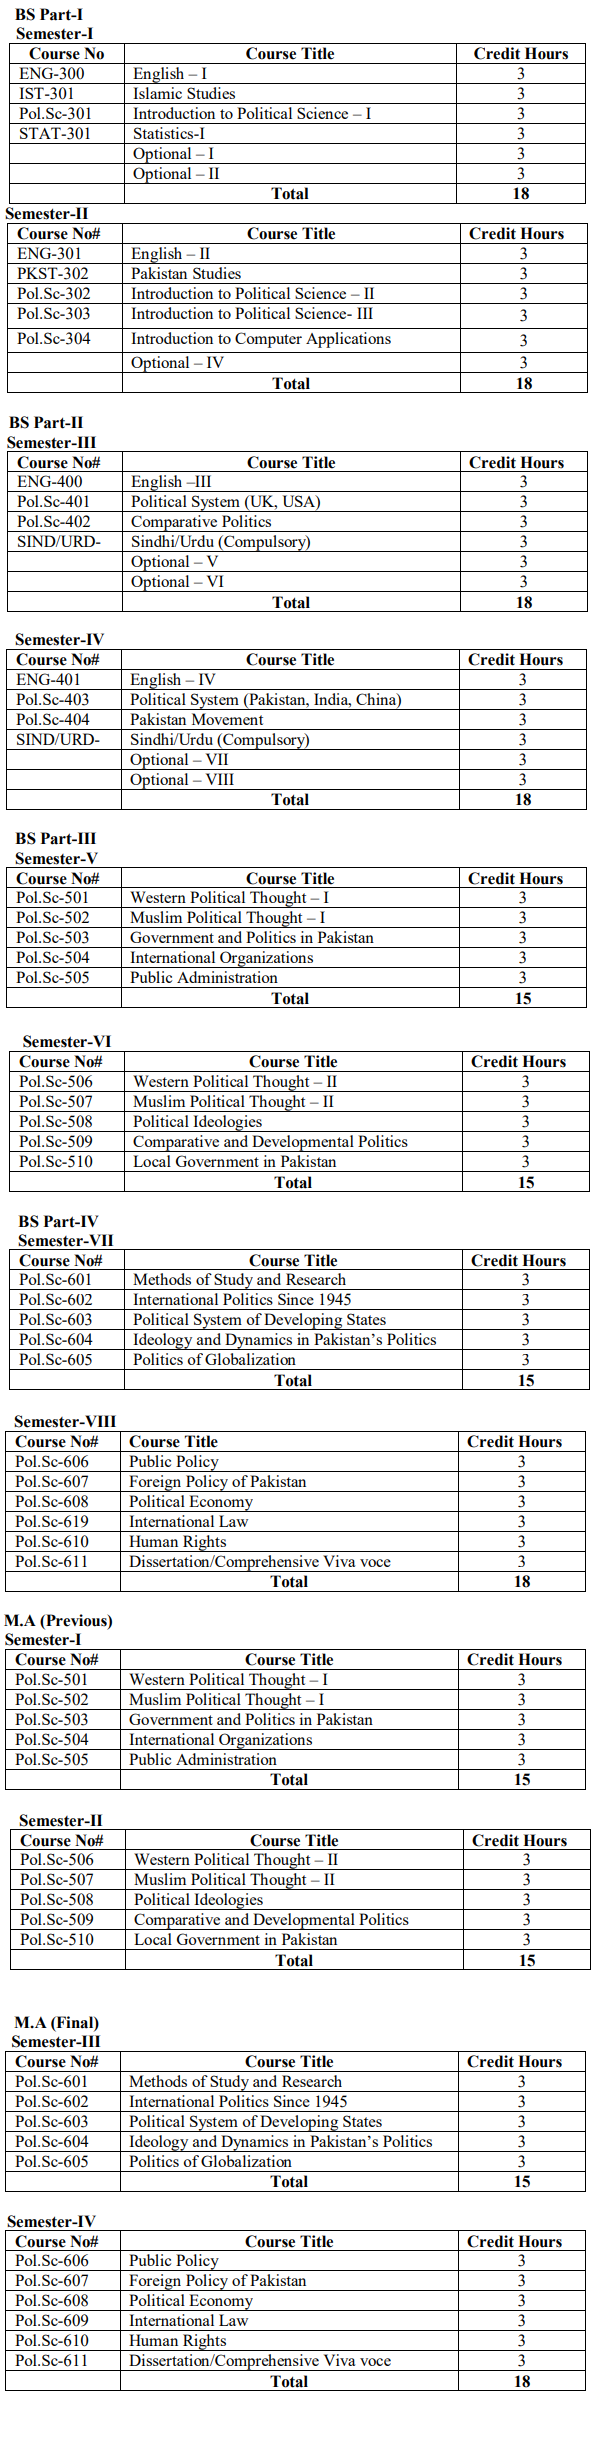 BS Part-I
Semester-I
Course No Course Title Credit Hours
ENG-300 English – I 3
IST-301 Islamic Studies 3
Pol.Sc-301 Introduction to Political Science – I 3
STAT-301 Statistics-I 3
Optional – I 3
Optional – II 3
Total 18
Semester-II
Course No# Course Title Credit Hours
ENG-301 English – II 3
PKST-302 Pakistan Studies 3
Pol.Sc-302 Introduction to Political Science – II 3
Pol.Sc-303 Introduction to Political Science- III 3
Pol.Sc-304 Introduction to Computer Applications 3
Optional – IV 3
Total 18
BS Part-II
Semester-III
Course No# Course Title Credit Hours
ENG-400 English –III 3
Pol.Sc-401 Political System (UK, USA) 3
Pol.Sc-402 Comparative Politics 3
SIND/URD- Sindhi/Urdu (Compulsory) 3
Optional – V 3
Optional – VI 3
Total 18
Semester-IV
Course No# Course Title Credit Hours
ENG-401 English – IV 3
Pol.Sc-403 Political System (Pakistan, India, China) 3
Pol.Sc-404 Pakistan Movement 3
SIND/URD- Sindhi/Urdu (Compulsory) 3
Optional – VII 3
Optional – VIII 3
Total 18
BS Part-III
Semester-V
Course No# Course Title Credit Hours
Pol.Sc-501 Western Political Thought – I 3
Pol.Sc-502 Muslim Political Thought – I 3
Pol.Sc-503 Government and Politics in Pakistan 3
Pol.Sc-504 International Organizations 3
Pol.Sc-505 Public Administration 3
Total 15
Semester-VI
Course No# Course Title Credit Hours
Pol.Sc-506 Western Political Thought – II 3
Pol.Sc-507 Muslim Political Thought – II 3
Pol.Sc-508 Political Ideologies 3
Pol.Sc-509 Comparative and Developmental Politics 3
Pol.Sc-510 Local Government in Pakistan 3
Total 15
BS Part-IV
Semester-VII
Course No# Course Title Credit Hours
Pol.Sc-601 Methods of Study and Research 3
Pol.Sc-602 International Politics Since 1945 3
Pol.Sc-603 Political System of Developing States 3
Pol.Sc-604 Ideology and Dynamics in Pakistan’s Politics 3
Pol.Sc-605 Politics of Globalization 3
Total 15
Semester-VIII
Course No# Course Title Credit Hours
Pol.Sc-606 Public Policy 3
Pol.Sc-607 Foreign Policy of Pakistan 3
Pol.Sc-608 Political Economy 3
Pol.Sc-619 International Law 3
Pol.Sc-610 Human Rights 3
Pol.Sc-611 Dissertation/Comprehensive Viva voce 3
Total 18
M.A (Previous)
Semester-I
Course No# Course Title Credit Hours
Pol.Sc-501 Western Political Thought – I 3
Pol.Sc-502 Muslim Political Thought – I 3
Pol.Sc-503 Government and Politics in Pakistan 3
Pol.Sc-504 International Organizations 3
Pol.Sc-505 Public Administration 3
Total 15
Semester-II
Course No# Course Title Credit Hours
Pol.Sc-506 Western Political Thought – II 3
Pol.Sc-507 Muslim Political Thought – II 3
Pol.Sc-508 Political Ideologies 3
Pol.Sc-509 Comparative and Developmental Politics 3
Pol.Sc-510 Local Government in Pakistan 3
Total 15
M.A (Final)
Semester-III
Course No# Course Title Credit Hours
Pol.Sc-601 Methods of Study and Research 3
Pol.Sc-602 International Politics Since 1945 3
Pol.Sc-603 Political System of Developing States 3
Pol.Sc-604 Ideology and Dynamics in Pakistan’s Politics 3
Pol.Sc-605 Politics of Globalization 3
Total 15
Semester-IV
Course No# Course Title Credit Hours
Pol.Sc-606 Public Policy 3
Pol.Sc-607 Foreign Policy of Pakistan 3
Pol.Sc-608 Political Economy 3
Pol.Sc-609 International Law 3
Pol.Sc-610 Human Rights 3
Pol.Sc-611 Dissertation/Comprehensive Viva voce 3
Total 18